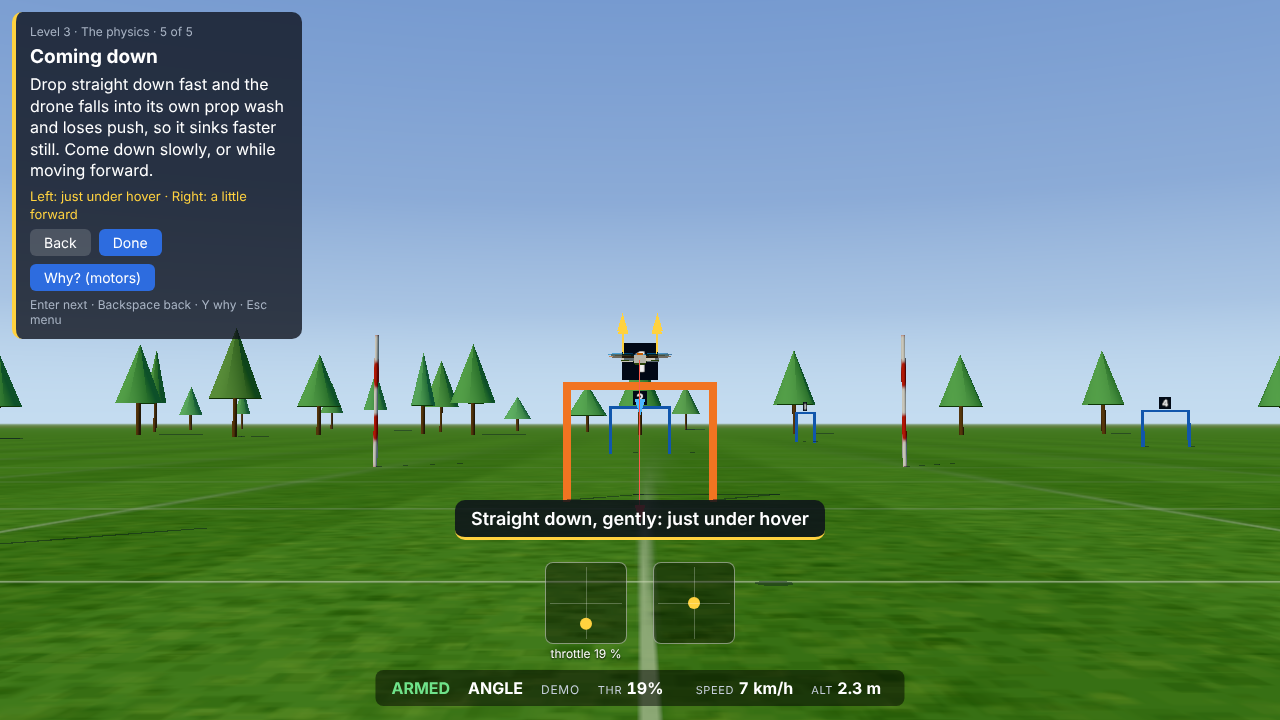 Level 3 · The physics · 5 of 5
Coming down
Drop straight down fast and the
drone falls into its own prop wash
and loses push, so it sinks faster
still. Come down slowly, or while
moving forward.
Left: just under hover · Right: a little
forward
Back Done
Why? (motors)
Enter next · Backspace back · Y why · Esc
menu
4
Straight down, gently: just under hover
throttle 19 %
ARMED ANGLE DEMO THR 19% SPEED 7 km/h ALT 2.3 m